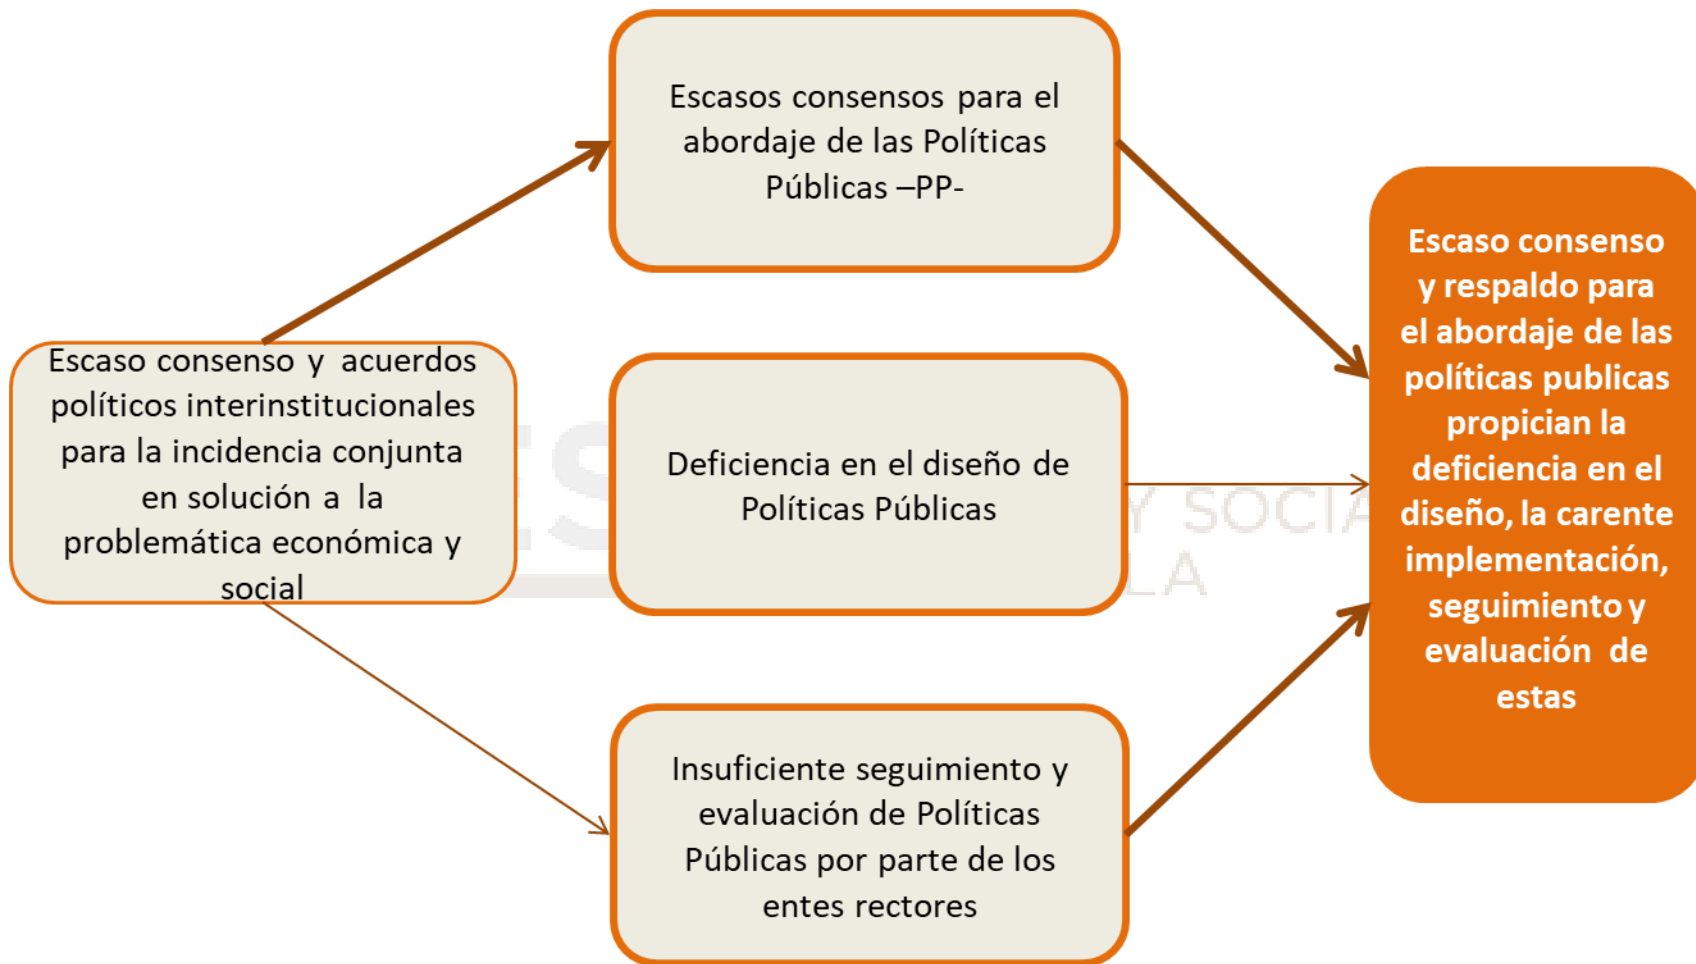 Escasos consensos para el
abordaje de las Políticas
Públicas –PP-
Escaso consenso y acuerdos
políticos interinstitucionales
para la incidencia conjunta
en solución a la
problemática económica y
social
Deficiencia en el diseño de
Políticas Públicas
Insuficiente seguimiento y
evaluación de Políticas
Públicas por parte de los
entes rectores
Escaso consenso
y respaldo para
el abordaje de las
políticas publicas
propician la
deficiencia en el
diseño, la carente
implementación,
seguimiento y
evaluación de
estas
ES
Y SOCIA
LA